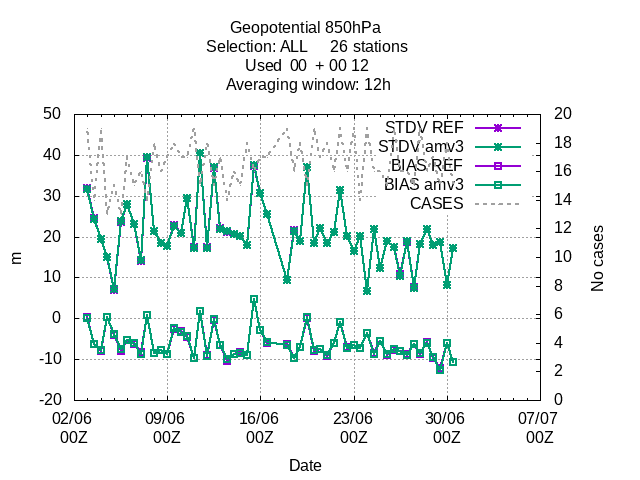 Geopotential 850hPa
Selection: ALL 26 stations
Used 00 + 00 12
Averaging window: 12h
50 20
40 18
30 16
20 14
10 12
0 10
-10 8
-20 6
4
2
0
m
No cases
STDV REF
STDV amv3
BIAS REF
BIAS amv3
CASES
02/06 09/06 16/06 23/06 30/06 07/07
00Z 00Z 00Z 00Z 00Z 00Z
Date